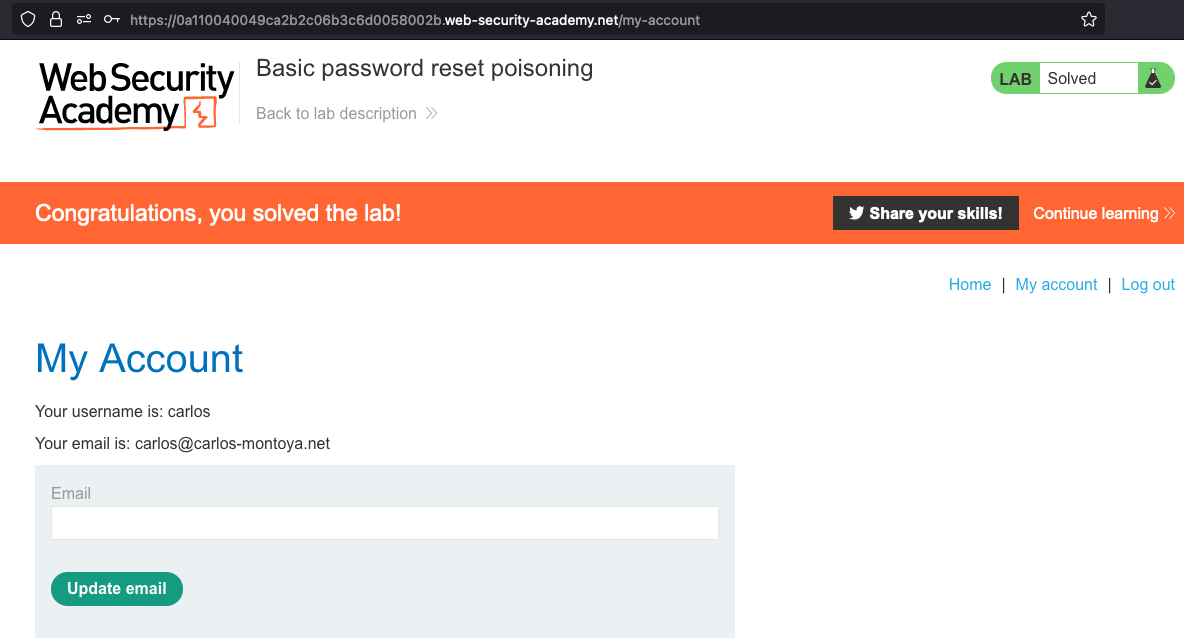 https://0a110040049ca2b2c06b3c6d0058002b.web-security-academy.net/my-account
Web Security
Academy
Basic password reset poisoning
Back to lab description
LAB Solved
Congratulations, you solved the lab!
Share your skills!
Continue learning
Home | My account | Log out
My Account
Your username is: carlos
Your email is: carlos@carlos-montoya.net
Email
Update email